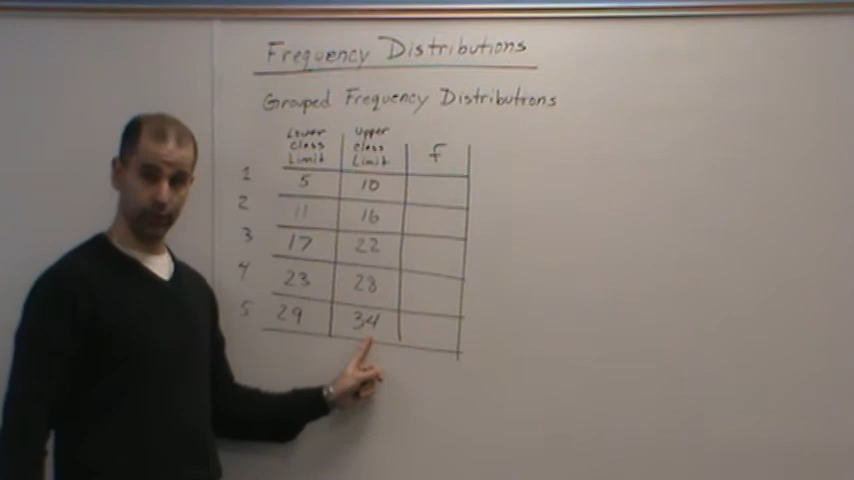 Frequency Distributions
Grouped Frequency Distributions
Lower Class Limit Upper class Limit f
1 5 10
2 11 16
3 17 22
4 23 28
5 29 34